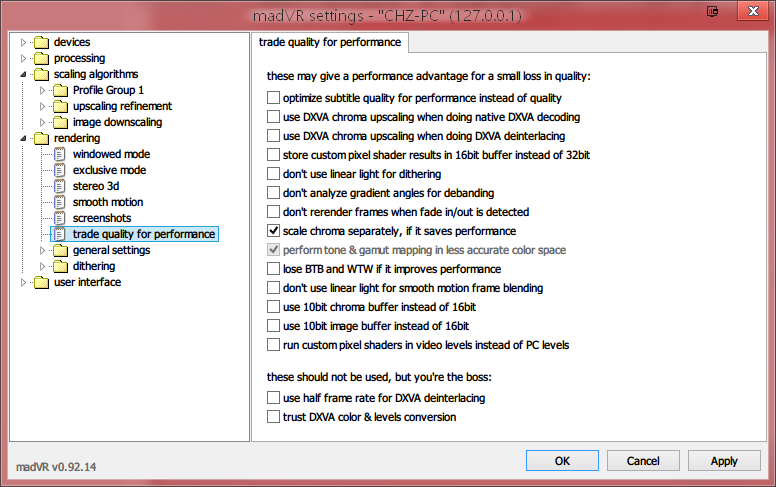 madVR settings - "CHZ-PC" (127.0.0.1)
devices
processing
scaling algorithms
Profile Group 1
upscaling refinement
image downscaling
rendering
windowed mode
exclusive mode
stereo 3d
smooth motion
screenshots
trade quality for performance
general settings
dithering
user interface
madVR v0.92.14
trade quality for performance
these may give a performance advantage for a small loss in quality:
optimize subtitle quality for performance instead of quality
use DXVA chroma upscaling when doing native DXVA decoding
use DXVA chroma upscaling when doing DXVA deinterlacing
store custom pixel shader results in 16bit buffer instead of 32bit
don't use linear light for dithering
don't analyze gradient angles for debanding
don't rerender frames when fade in/out is detected
scale chroma separately, if it saves performance
perform tone & gamut mapping in less accurate color space
lose BTB and WTW if it improves performance
don't use linear light for smooth motion frame blending
use 10bit chroma buffer instead of 16bit
use 10bit image buffer instead of 16bit
run custom pixel shaders in video levels instead of PC levels
these should not be used, but you're the boss:
use half frame rate for DXVA deinterlacing
trust DXVA color & levels conversion
OK
Cancel
Apply